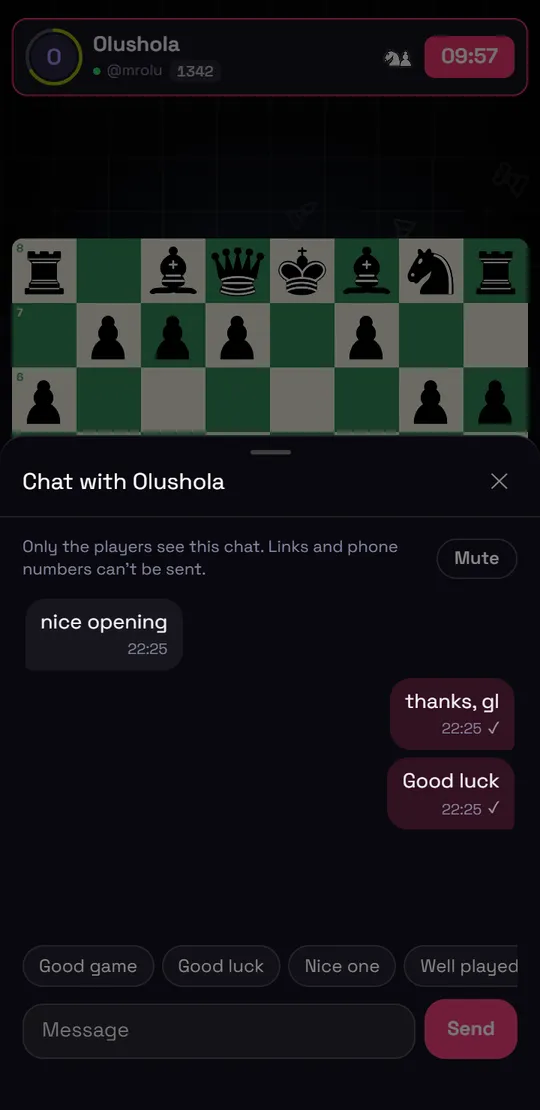 O
Olushola
@mrolu 1342
09:57
8
7
6
Chat with Olushola
Only the players see this chat. Links and phone
numbers can't be sent.
Mute
nice opening
22:25
thanks, gl
22:25 ✓
Good luck
22:25 ✓
Good game
Good luck
Nice one
Well played
Message
Send